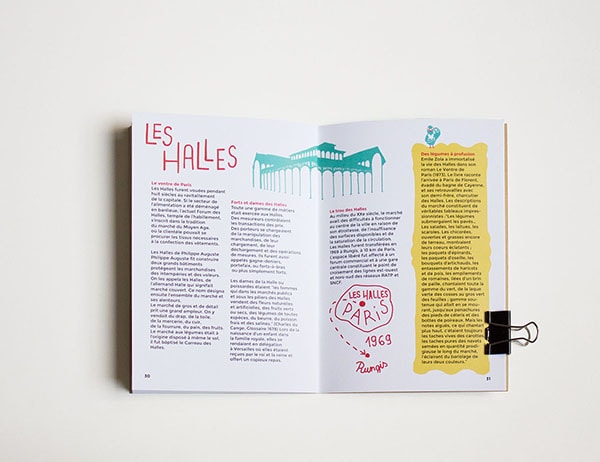 LES
HALLES
Le ventre de Paris
Les Halles furent usuées pendant
huit siècles au ravitaillement
de la capitale. Si le secteur de
l'alimentation a été déménagé
en banlieue, l'actuel Forum des
Halles, temple de l'habillement,
s'inscrit dans la tradition
du marché du Moyen Age,
où la clientèle pouvait se
procurer les tissus nécessaires
à la confection des vêtements.
Les Halles de Philippe Auguste
Philippe Auguste fit construire
deux grands bâtiments
protégeant les marchandises
des intempéries et des voleurs.
On les appela les Halles, de
l'allemand Halle qui signifiait
marché couvert. Ce nom désigna
ensuite l'ensemble du marché et
ses alentours.
Le marché de gros et de détail
prit une grand ampleur. On y
vendait du drap, de la toile,
de la mercerie, du cuir,
de la fourrure, du pain, des fruits.
Le marché aux légumes était à
l'origine disposé à même le sol,
il fut baptisé le Carreau des
Halles.
30
Forts et dames des Halles
Toute une gamme de métiers
était exercée aux Halles.
Des mesureurs contrôlaient
les transactions des prix.
Des porteurs se chargeaient
de la manipulation des
marchandises, de leur
chargement, de leur
déchargement et des opérations
de mesures. Ils furent aussi
appelés gagne-deniers,
portefaix, ou forts-à-bras
ou plus simplement forts.
Les dames de la Halle ou
poissardes étaient "les femmes
qui dans les marchés publics
et sous les piliers des Halles
vendent des fleurs naturelles
et artificielles, des fruits verts
ou secs, des légumes de toutes
espèces, du beurre, du poisson
frais et des salines." (Charles du
Cange, Glossaire 1678) Lors de la
naissance d'un enfant dans
la famille royale, elles se
rendaient en délégation
à Versailles où elles étaient
reçues par le roi et la reine et
offert un copieux repas.
Le trou des Halles
Au milieu du XXe siècle, le marché
avait des difficultés à fonctionner
au centre de la ville en raison de
son étroitesse, de l'insuffisance
des surfaces disponibles et de
la saturation de la circulation.
Les Halles furent transférées en
1969 à Rungis, à 10 km de Paris.
L'espace libéré fut affecté à un
forum commercial et à une gare
centrale constituant le point de
croisement des lignes est-ouest
et nord-sud des réseaux RATP et
SNCF.
LES HALLES
PARIS
1969
Rungis
Des légumes à profusion
Emile Zola a immortalisé
la vie des Halles dans son
roman Le Ventre de
Paris (1873). Le livre raconte
l'arrivée à Paris de Florent,
évadé du bagne de Cayenne,
et ses retrouvailles avec
son demi-frère, charcutier
des Halles. Les descriptions
du marché constituent de
véritables tableaux impres-
sionnistes : "Les légumes
submergaient les pavés.
Les salades, les laitues, les
scaroles, les chicorées,
ouvertes et grasses encore
de terreau, montraient
leurs coeurs éclatants ;
les paquets d'épinards,
les paquets d'oseille, les
bouquets d'artichauts, les
entassements de haricots
et de pois, les empilements
de romaines, liées d'un brin
de paille, chantaient toute la
gamme du vert, de la laque
verte des cosses au gros vert
des feuilles ; gamme sou-
tenue qui allait en se mou-
rant, jusqu'aux panachures
des pieds de céleris et des
bottes de poireaux. Mais les
notes aiguës, ce qui chantait
plus haut, c'étaient toujours
les taches vives des carottes,
les taches pures des navets
semées en quantité prodi-
gieuse le long du marché,
l'éclairant du bariolage de
leurs deux couleurs."
31